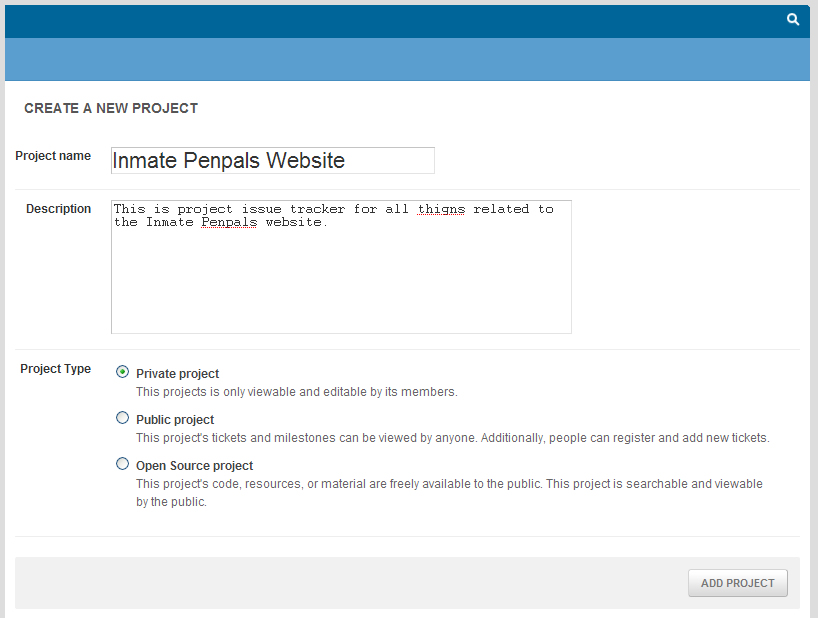 CREATE A NEW PROJECT
Project name
Inmate Penpals Website
Description
This is project issue tracker for all thigns related to
the Inmate Penpals website.
Project Type
Private project
This projects is only viewable and editable by its members.
Public project
This project's tickets and milestones can be viewed by anyone. Additionally, people can register and add new tickets.
Open Source project
This project's code, resources, or material are freely available to the public. This project is searchable and viewable
by the public.
ADD PROJECT